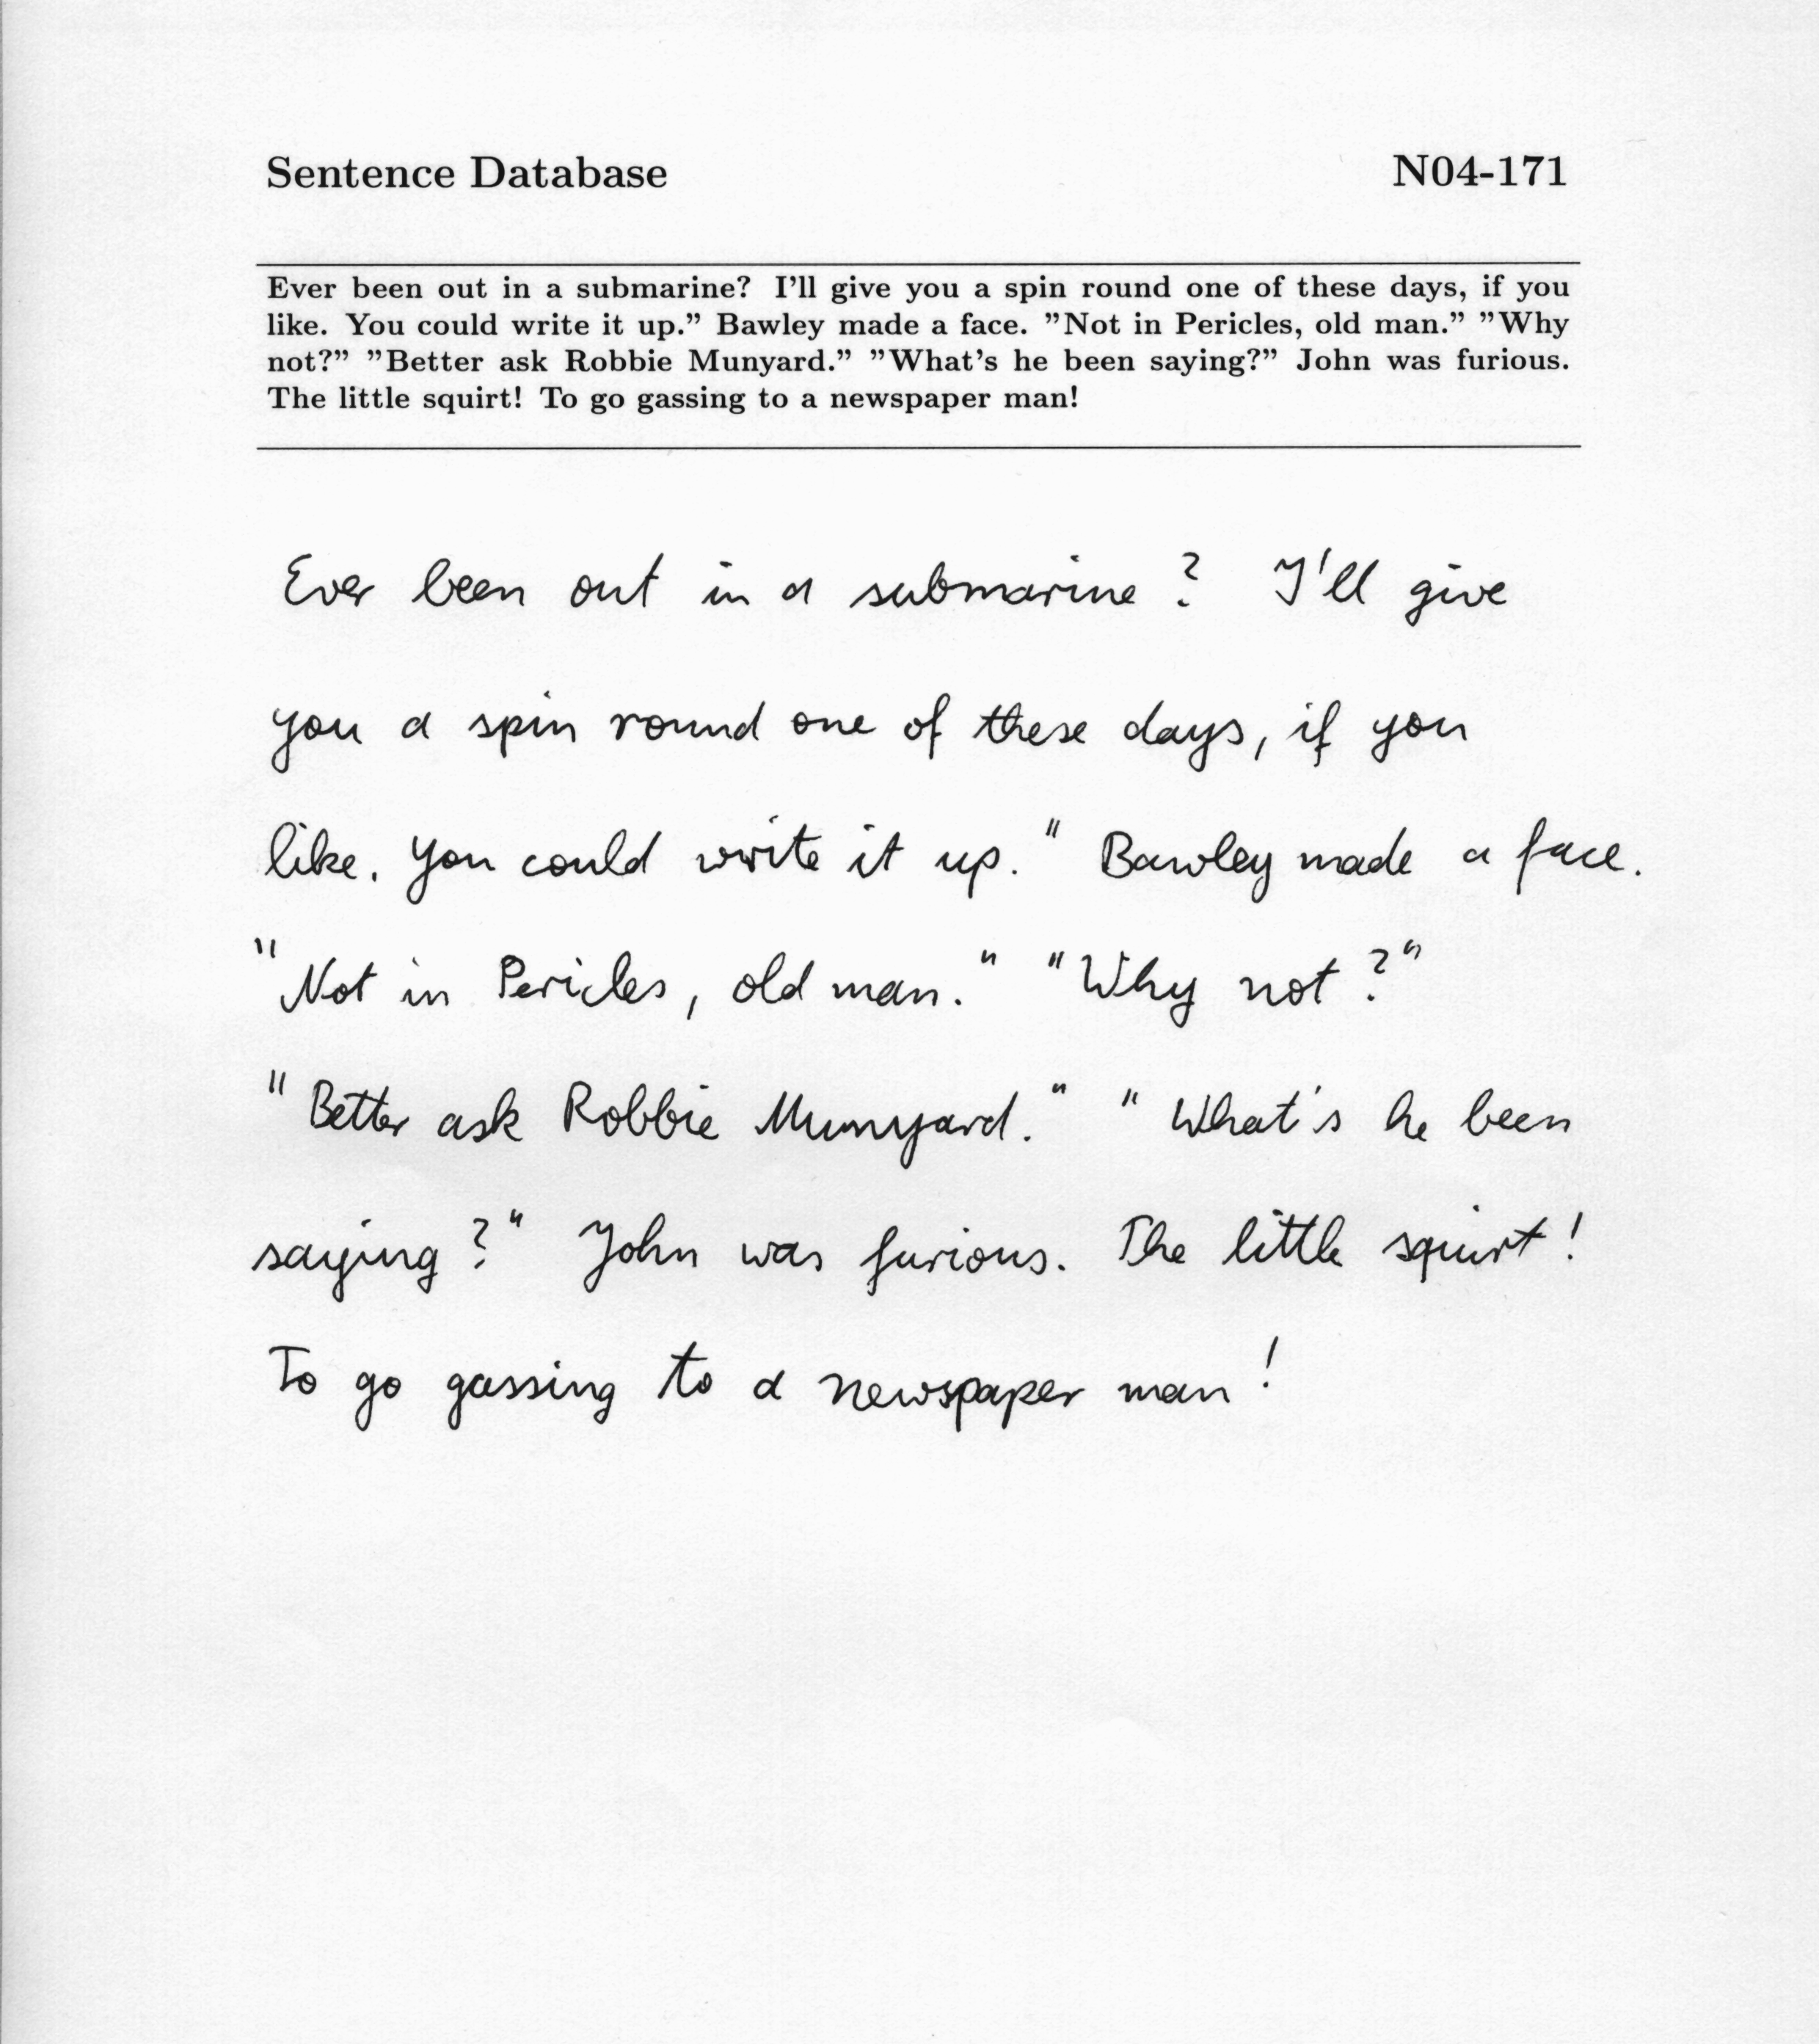 Sentence Database N04-171
Ever been out in a submarine? I'll give you a spin round one of these days, if you
like. You could write it up.” Bawley made a face. ”Not in Pericles, old man.” ”Why
not?” ”Better ask Robbie Munyard.” ”What's he been saying?” John was furious.
The little squirt! To go gassing to a newspaper man!
Ever been out in a submarine ? I'll give
you a spin round one of these days, if you
like. You could write it up." Bawley made a face.
"Not in Pericles, old man." "Why not ?"
"Better ask Robbie Munyard." "What's he been
saying ?" John was furious. The little squirt !
To go gassing to a newspaper man !